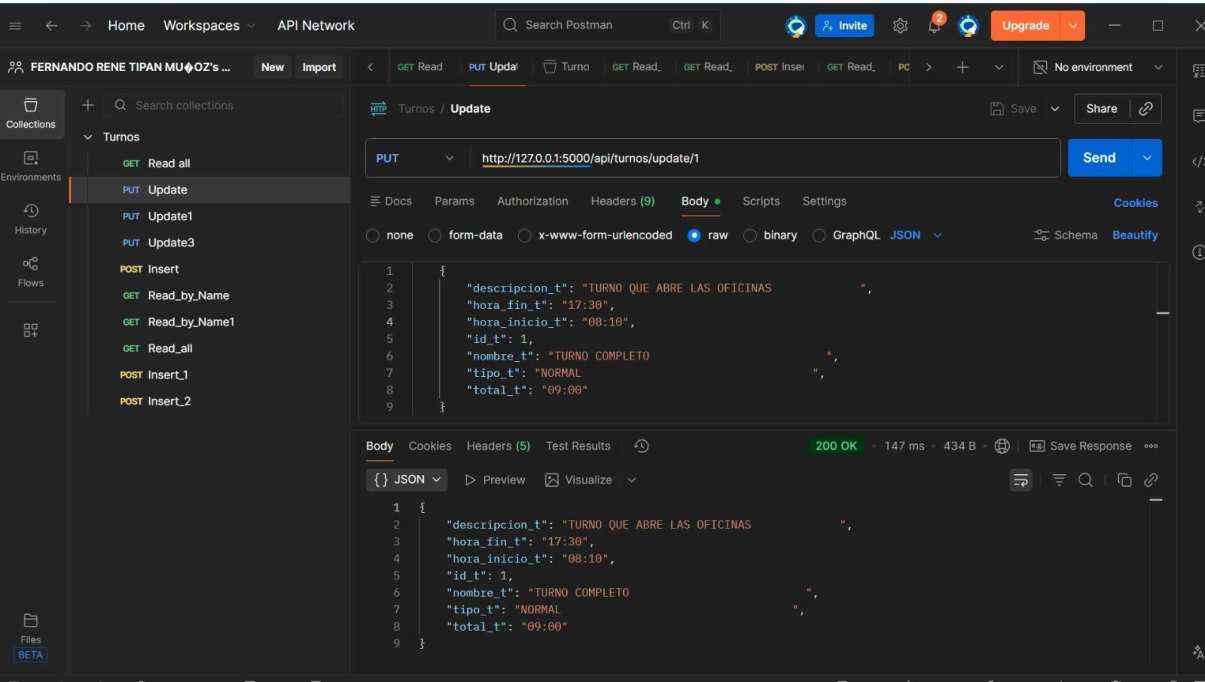 Home Workspaces API Network Search Postman Ctrl K Invite 2 Upgrade
FERNANDO RENE TIPAN MU�OZ's ... New Import
GET Read PUT Updat Turno GET Read_ GET Read_ POST Inser GET Read_ PC No environment
Collections
Environments
History
Flows
Files
BETA
Search collections
Turnos
GET Read all
PUT Update
PUT Update1
PUT Update3
POST Insert
GET Read_by_Name
GET Read_by_Name1
GET Read_all
POST Insert_1
POST Insert_2
HTTP Turnos / Update Save Share
PUT http://127.0.0.1:5000/api/turnos/update/1 Send
Docs Params Authorization Headers (9) Body Scripts Settings Cookies
none form-data x-www-form-urlencoded raw binary GraphQL JSON Schema Beautify
1 {
2 "descripcion_t": "TURNO QUE ABRE LAS OFICINAS ",
3 "hora_fin_t": "17:30",
4 "hora_inicio_t": "08:10",
5 "id_t": 1,
6 "nombre_t": "TURNO COMPLETO ",
7 "tipo_t": "NORMAL ",
8 "total_t": "09:00"
9 }
Body Cookies Headers (5) Test Results 200 OK 147 ms 434 B e.g. Save Response
{} JSON Preview Visualize
1 {
2 "descripcion_t": "TURNO QUE ABRE LAS OFICINAS ",
3 "hora_fin_t": "17:30",
4 "hora_inicio_t": "08:10",
5 "id_t": 1,
6 "nombre_t": "TURNO COMPLETO ",
7 "tipo_t": "NORMAL ",
8 "total_t": "09:00"
9 }